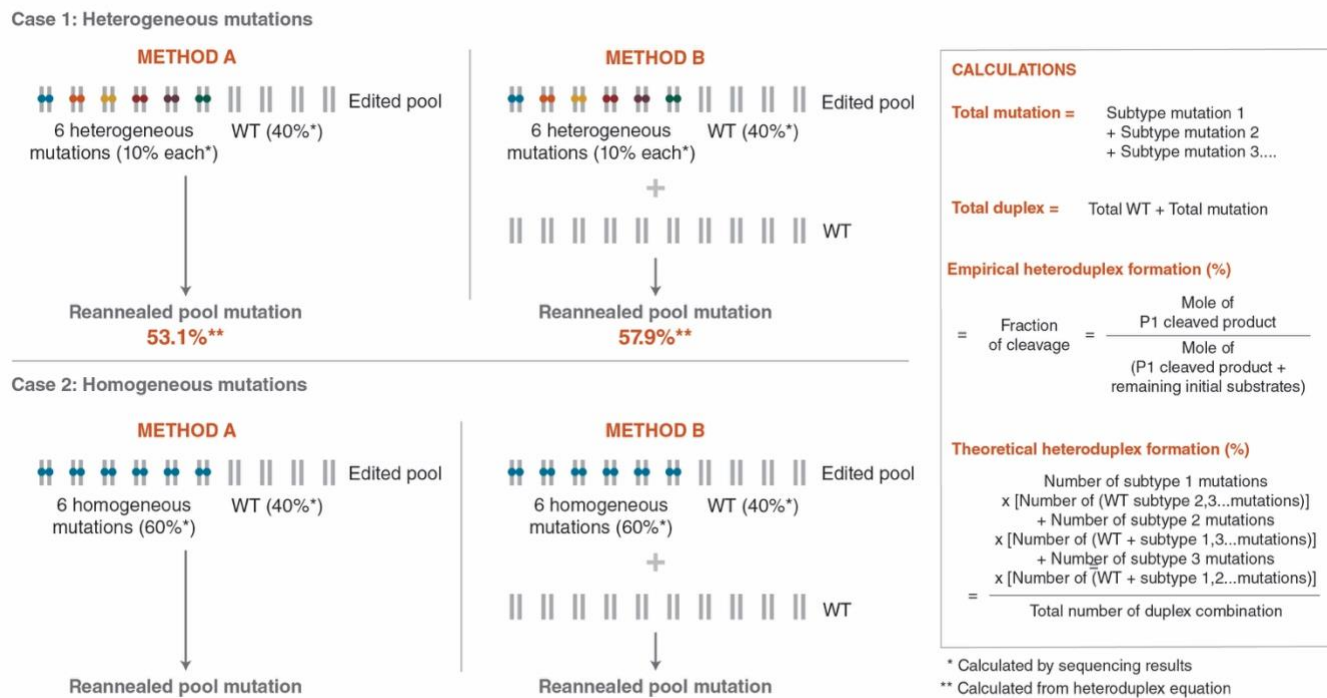 Case 1: Heterogeneous mutations
METHOD A
Edited pool
6 heterogeneous
mutations (10% each*)
WT (40%*)
Reannealed pool mutation
53.1%**
METHOD B
Edited pool
6 heterogeneous
mutations (10% each*)
WT (40%*)
+
WT
Reannealed pool mutation
57.9%**
Case 2: Homogeneous mutations
METHOD A
Edited pool
6 homogeneous
mutations (60%*)
WT (40%*)
Reannealed pool mutation
METHOD B
Edited pool
6 homogeneous
mutations (60%*)
WT (40%*)
+
WT
Reannealed pool mutation
CALCULATIONS
Total mutation = Subtype mutation 1
+ Subtype mutation 2
+ Subtype mutation 3....
Total duplex = Total WT + Total mutation
Empirical heteroduplex formation (%)
= Fraction
of cleavage
= Mole of
P1 cleaved product
Mole of
(P1 cleaved product +
remaining initial substrates)
Theoretical heteroduplex formation (%)
Number of subtype 1 mutations
x [Number of (WT subtype 2,3...mutations)]
+ Number of subtype 2 mutations
x [Number of (WT + subtype 1,3...mutations)]
+ Number of subtype 3 mutations
=
x [Number of (WT + subtype 1,2...mutations)]
=
Total number of duplex combination
* Calculated by sequencing results
** Calculated from heteroduplex equation